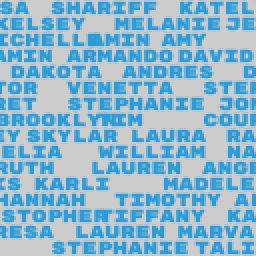 SA SHARIFF KATEL
KELSEY MELANIE JE
ICHELLE AMIN AMY
AMIN ARMANDO DAVID
DAKOTA ANDRES D
TOR VENETTA STE
RET STEPHANIE JO
BROOKLYN KIM COU
EY SKYLAR LAURA RA
ELIA WILLIAM NA
RUTH LAUREN ANGE
IS KARLI MADELE
HANNAH TIMOTHY A
STOPHER TIFFANY KA
RESA LAUREN MARVA
STEPHANIE TALI